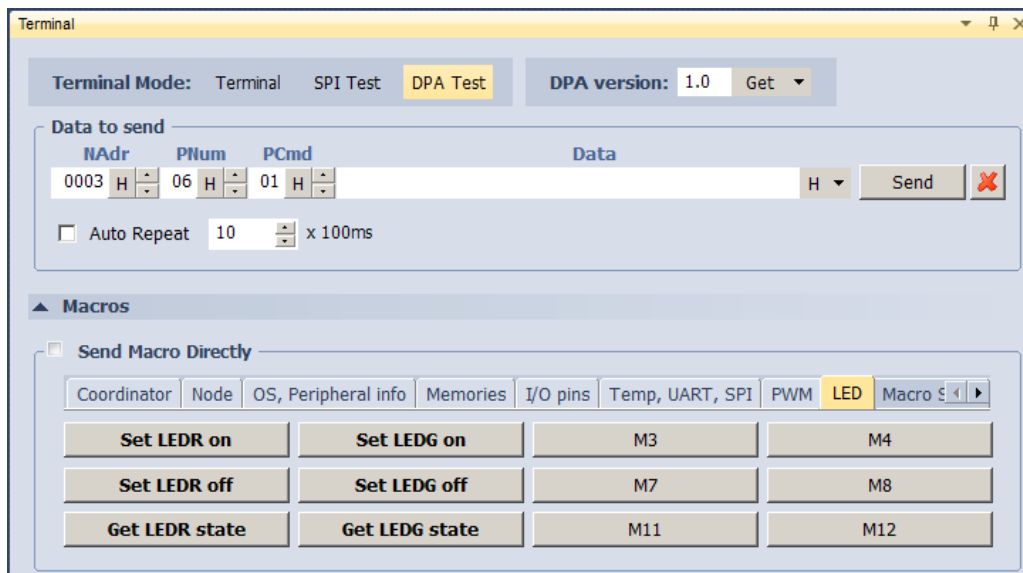 Terminal
Terminal Mode: Terminal SPI Test DPA Test DPA version: 1.0 Get
Data to send
NAdr PNum PCmd Data
0003 H 06 H 01 H H Send
Auto Repeat 10 x 100ms
Macros
Send Macro Directly
Coordinator Node OS, Peripheral info Memories I/O pins Temp, UART, SPI PWM LED Macro
Set LEDR on Set LEDG on M3 M4
Set LEDR off Set LEDG off M7 M8
Get LEDR state Get LEDG state M11 M12